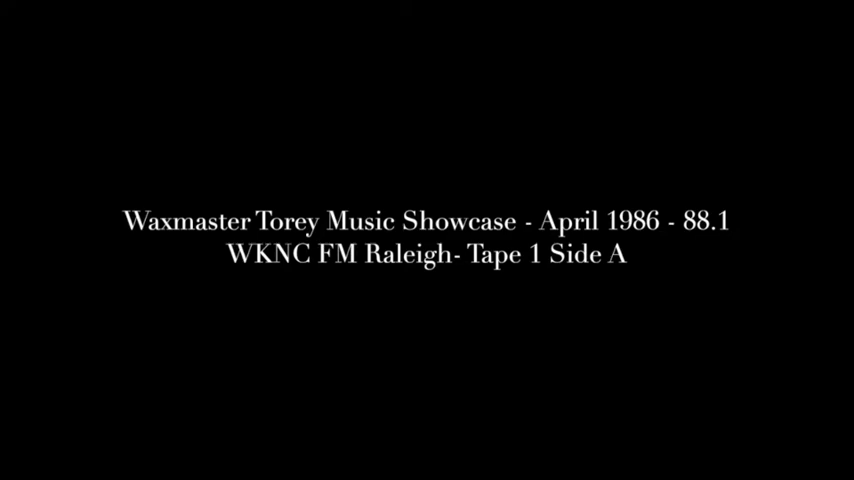 Waxmaster Torey Music Showcase - April 1986 - 88.1
WKNC FM Raleigh- Tape 1 Side A